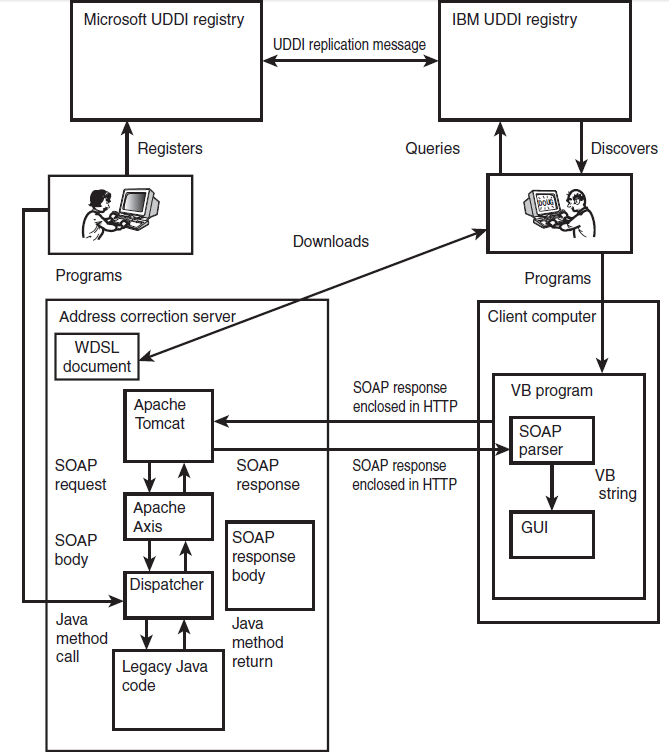 Microsoft UDDI registry
IBM UDDI registry
UDDI replication message
Registers
Queries
Discovers
DOUG
Downloads
Programs
Programs
Address correction server
Client computer
WDSL
document
VB program
SOAP response
enclosed in HTTP
Apache
Tomcat
SOAP
parser
SOAP
request
SOAP
response
SOAP response
enclosed in HTTP
VB
string
Apache
Axis
GUI
SOAP
body
SOAP
response
body
Dispatcher
Java
method
call
Java
method
return
Legacy Java
code